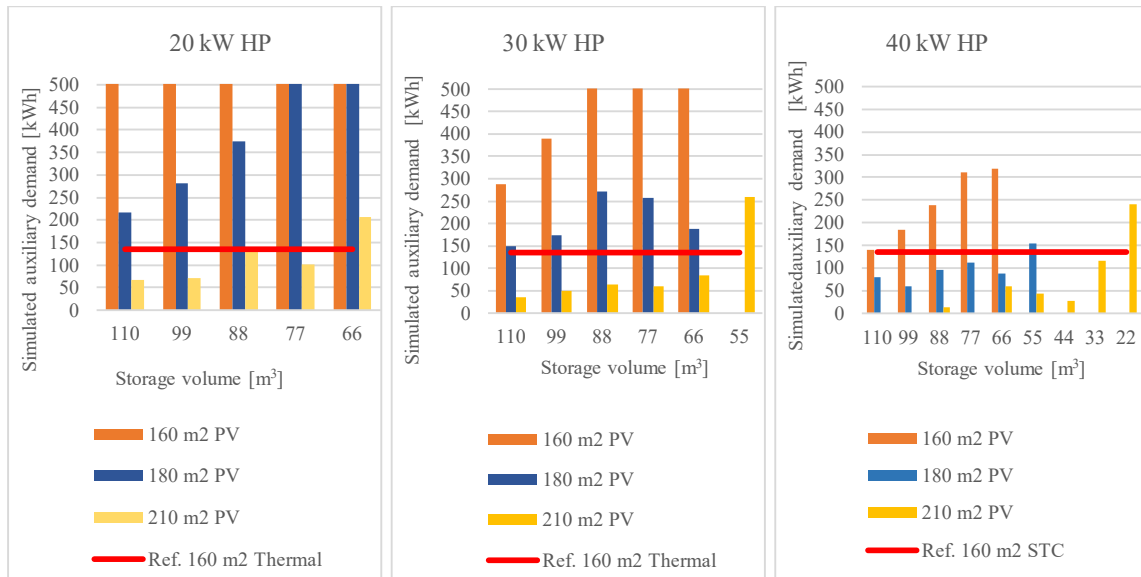 20 kW HP
Simulated auxiliary demand [kWh]
500
450
400
350
300
250
200
150
100
50
0
110 99 88 77 66
Storage volume [m³]
160 m2 PV
180 m2 PV
210 m2 PV
Ref. 160 m2 Thermal
30 kW HP
Simulated auxiliary demand [kWh]
500
450
400
350
300
250
200
150
100
50
0
110 99 88 77 66 55
Storage volume [m³]
160 m2 PV
180 m2 PV
210 m2 PV
Ref. 160 m2 Thermal
40 kW HP
Simulatedauxiliary demand [kWh]
500
450
400
350
300
250
200
150
100
50
0
110 99 88 77 66 55 44 33 22
Storage volume [m³]
160 m2 PV
180 m2 PV
210 m2 PV
Ref. 160 m2 STC